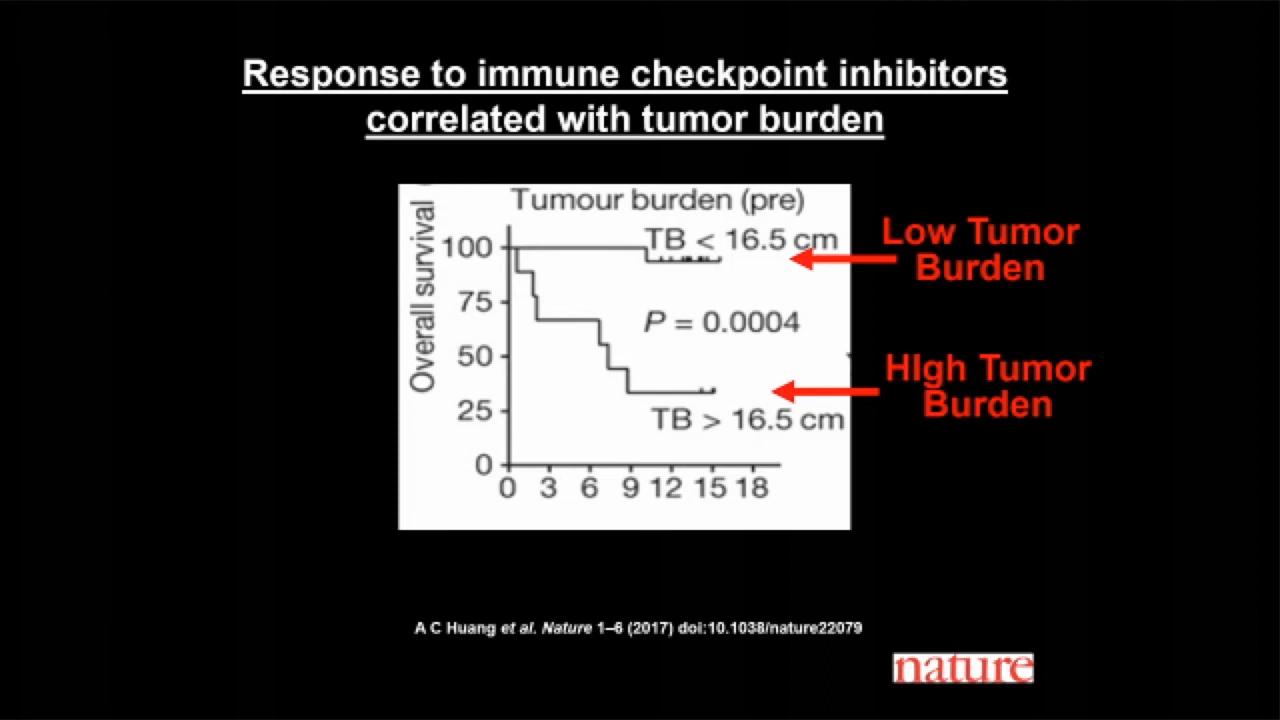 Response to immune checkpoint inhibitors
correlated with tumor burden
Tumour burden (pre)
Overall survival
100
75
50
25
0
0 3 6 9 12 15 18
TB < 16.5 cm
P = 0.0004
TB > 16.5 cm
Low Tumor
Burden
HIgh Tumor
Burden
A C Huang et al. Nature 1–6 (2017) doi:10.1038/nature22079
nature